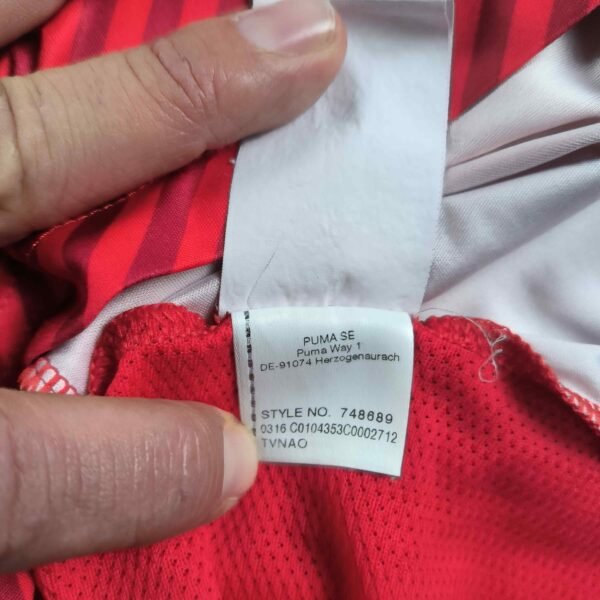 PUMA SE
Puma Way 1
DE-91074 Herzogenaurach
STYLE NO. 748689
0316 C0104353C0002712
TVNAO